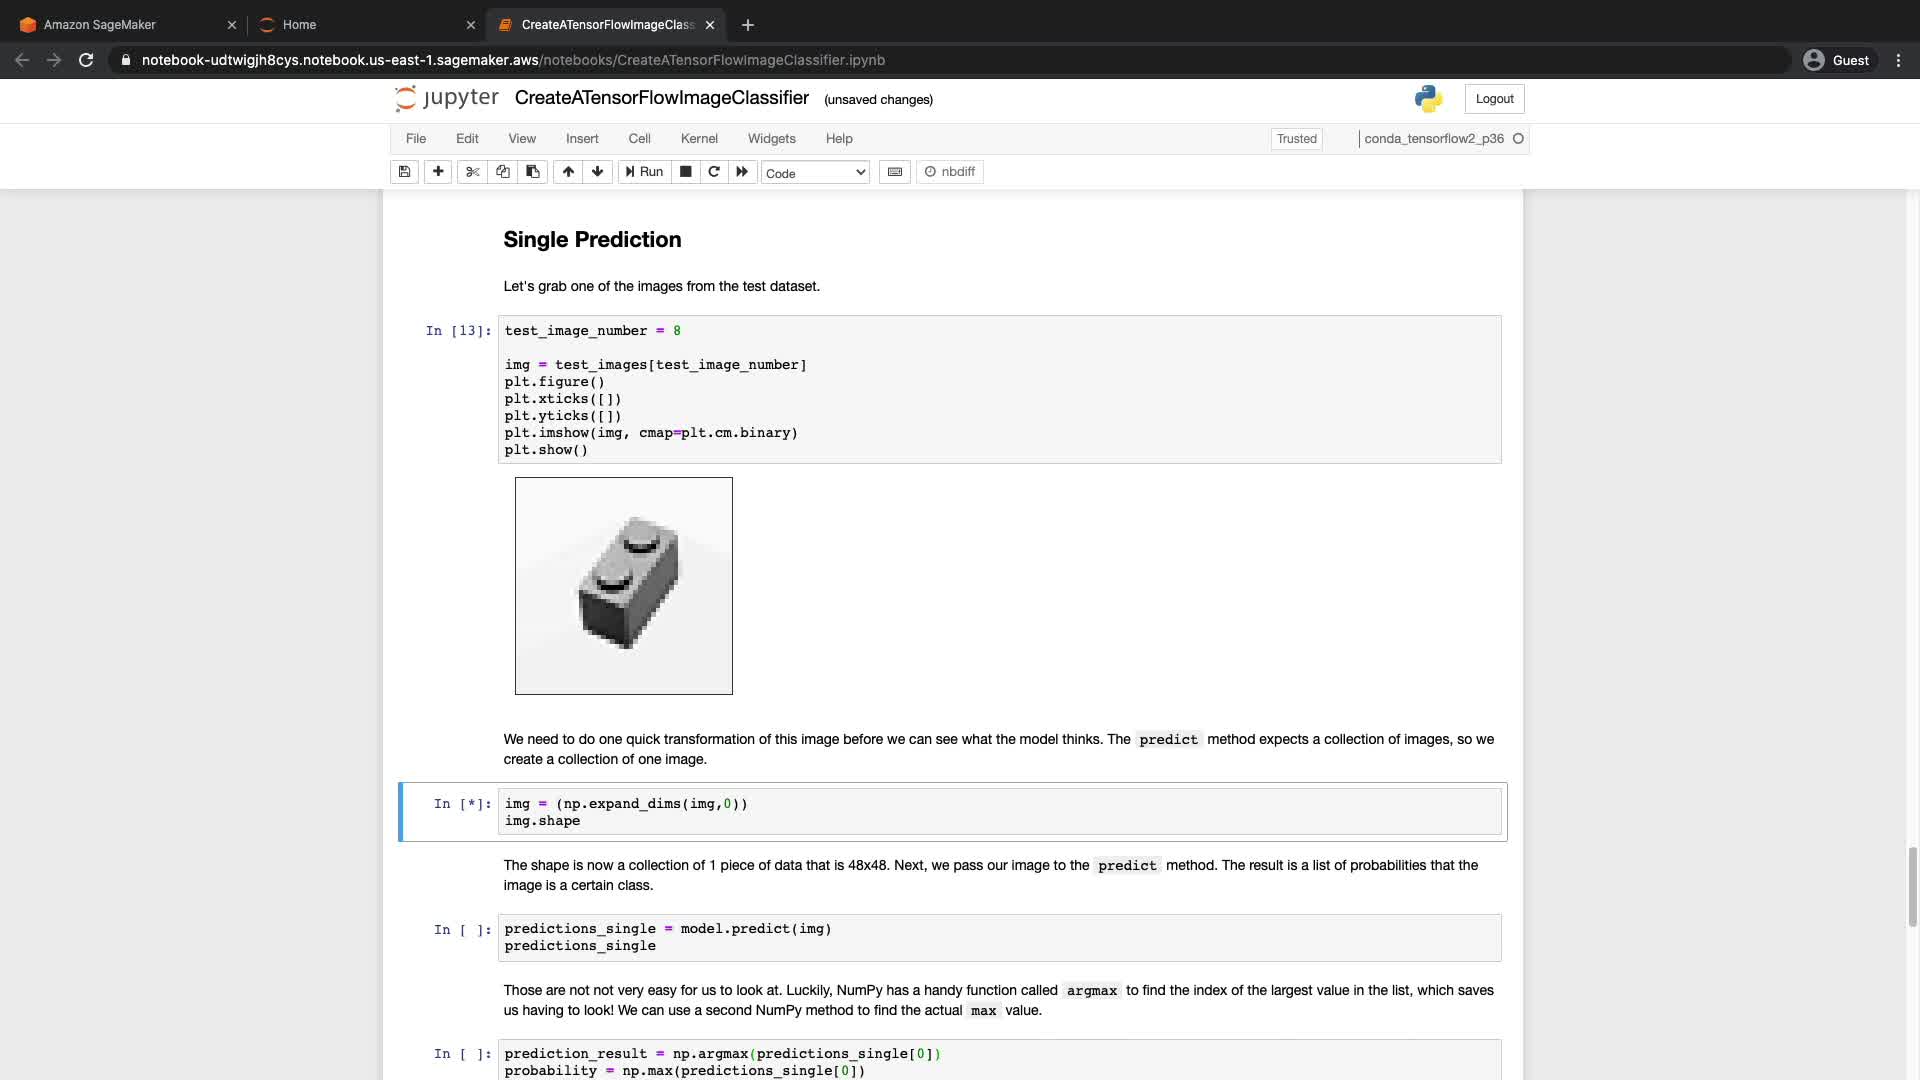 Amazon SageMaker
Home
CreateATensorFlowImageClass
notebook-udtwigjh8cys.notebook.us-east-1.sagemaker.aws/notebooks/CreateATensorFlowImageClassifier.ipynb
Guest
jupyter CreateATensorFlowImageClassifier (unsaved changes)
Logout
File Edit View Insert Cell Kernel Widgets Help
Trusted
conda_tensorflow2_p36
Run
Code
nbdiff
Single Prediction
Let's grab one of the images from the test dataset.
In [13]: test_image_number = 8
img = test_images[test_image_number]
plt.figure()
plt.xticks([])
plt.yticks([])
plt.imshow(img, cmap=plt.cm.binary)
plt.show()
We need to do one quick transformation of this image before we can see what the model thinks. The predict method expects a collection of images, so we
create a collection of one image.
In [*]: img = (np.expand_dims(img,0))
img.shape
The shape is now a collection of 1 piece of data that is 48x48. Next, we pass our image to the predict method. The result is a list of probabilities that the
image is a certain class.
In [ ]: predictions_single = model.predict(img)
predictions_single
Those are not not very easy for us to look at. Luckily, NumPy has a handy function called argmax to find the index of the largest value in the list, which saves
us having to look! We can use a second NumPy method to find the actual max value.
In [ ]: prediction_result = np.argmax(predictions_single[0])
probability = np.max(predictions_single[0])